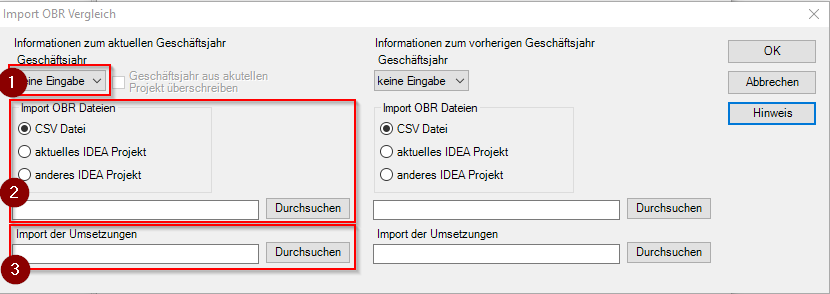 Import OBR Vergleich
Informationen zum aktuellen Geschäftsjahr
Geschäftsjahr
1
eine Eingabe
Geschäftsjahr aus akutellen
Projekt überschreiben
Import OBR Dateien
CSV Datei
aktuelles IDEA Projekt
anderes IDEA Projekt
2
Durchsuchen
Import der Umsetzungen
Durchsuchen
3
Informationen zum vorherigen Geschäftsjahr
Geschäftsjahr
keine Eingabe
Import OBR Dateien
CSV Datei
aktuelles IDEA Projekt
anderes IDEA Projekt
Durchsuchen
Import der Umsetzungen
Durchsuchen
OK
Abbrechen
Hinweis